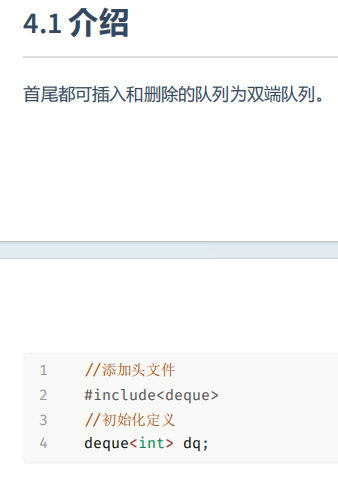 4.1 介绍
首尾都可插入和删除的队列为双端队列。
1 //添加头文件
2 #include<deque>
3 //初始化定义
4 deque<int> dq;